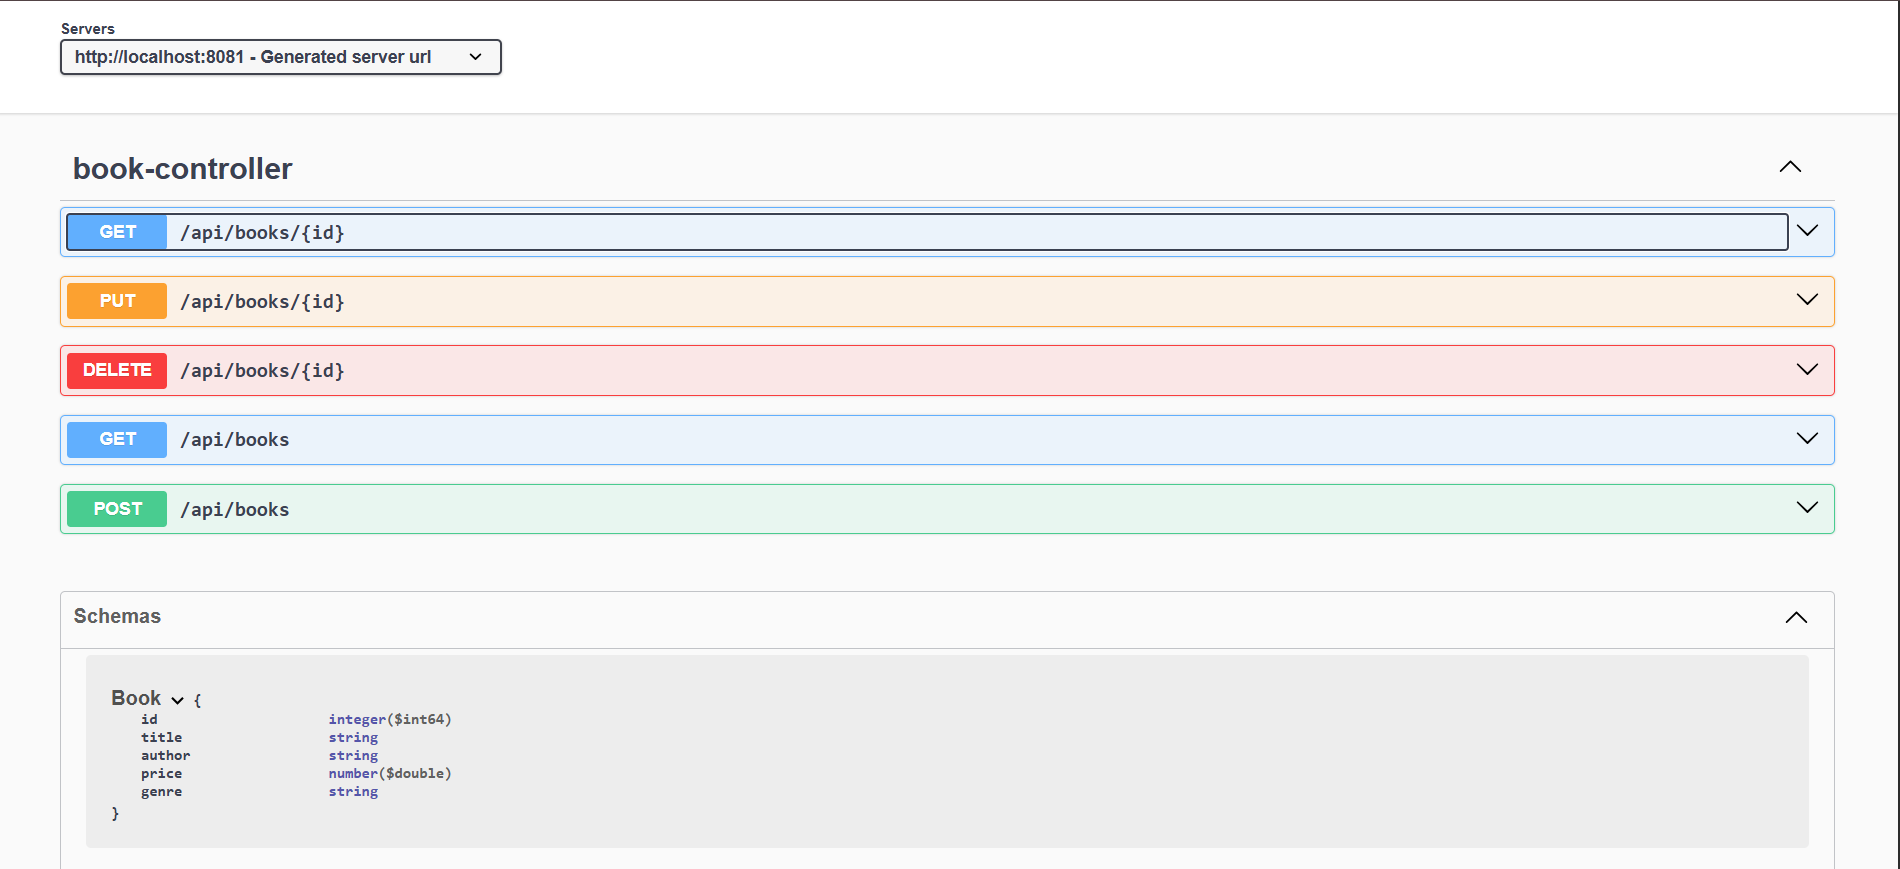 Servers
http://localhost:8081 - Generated server url
book-controller
GET /api/books/{id}
PUT /api/books/{id}
DELETE /api/books/{id}
GET /api/books
POST /api/books
Schemas
Book {
id integer($int64)
title string
author string
price number($double)
genre string
}